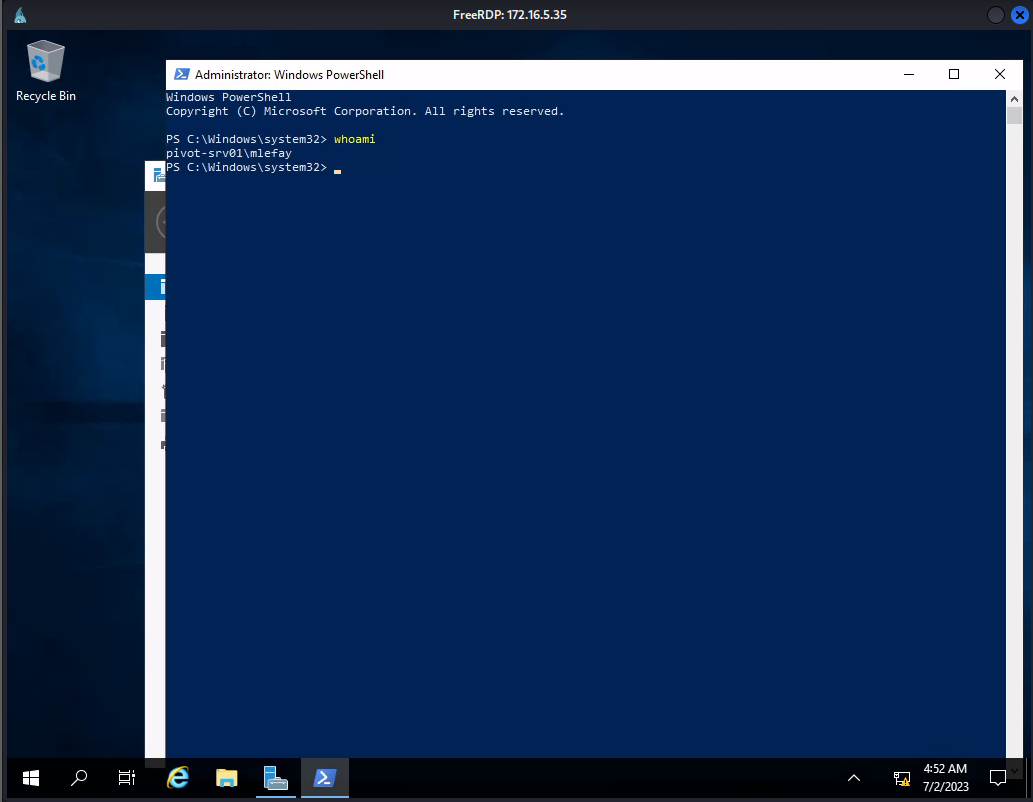 FreeRDP: 172.16.5.35
Recycle Bin
Administrator: Windows PowerShell
Windows PowerShell
Copyright (C) Microsoft Corporation. All rights reserved.
PS C:\Windows\system32> whoami
pivot-srv01\mlefay
PS C:\Windows\system32>
4:52 AM
7/2/2023